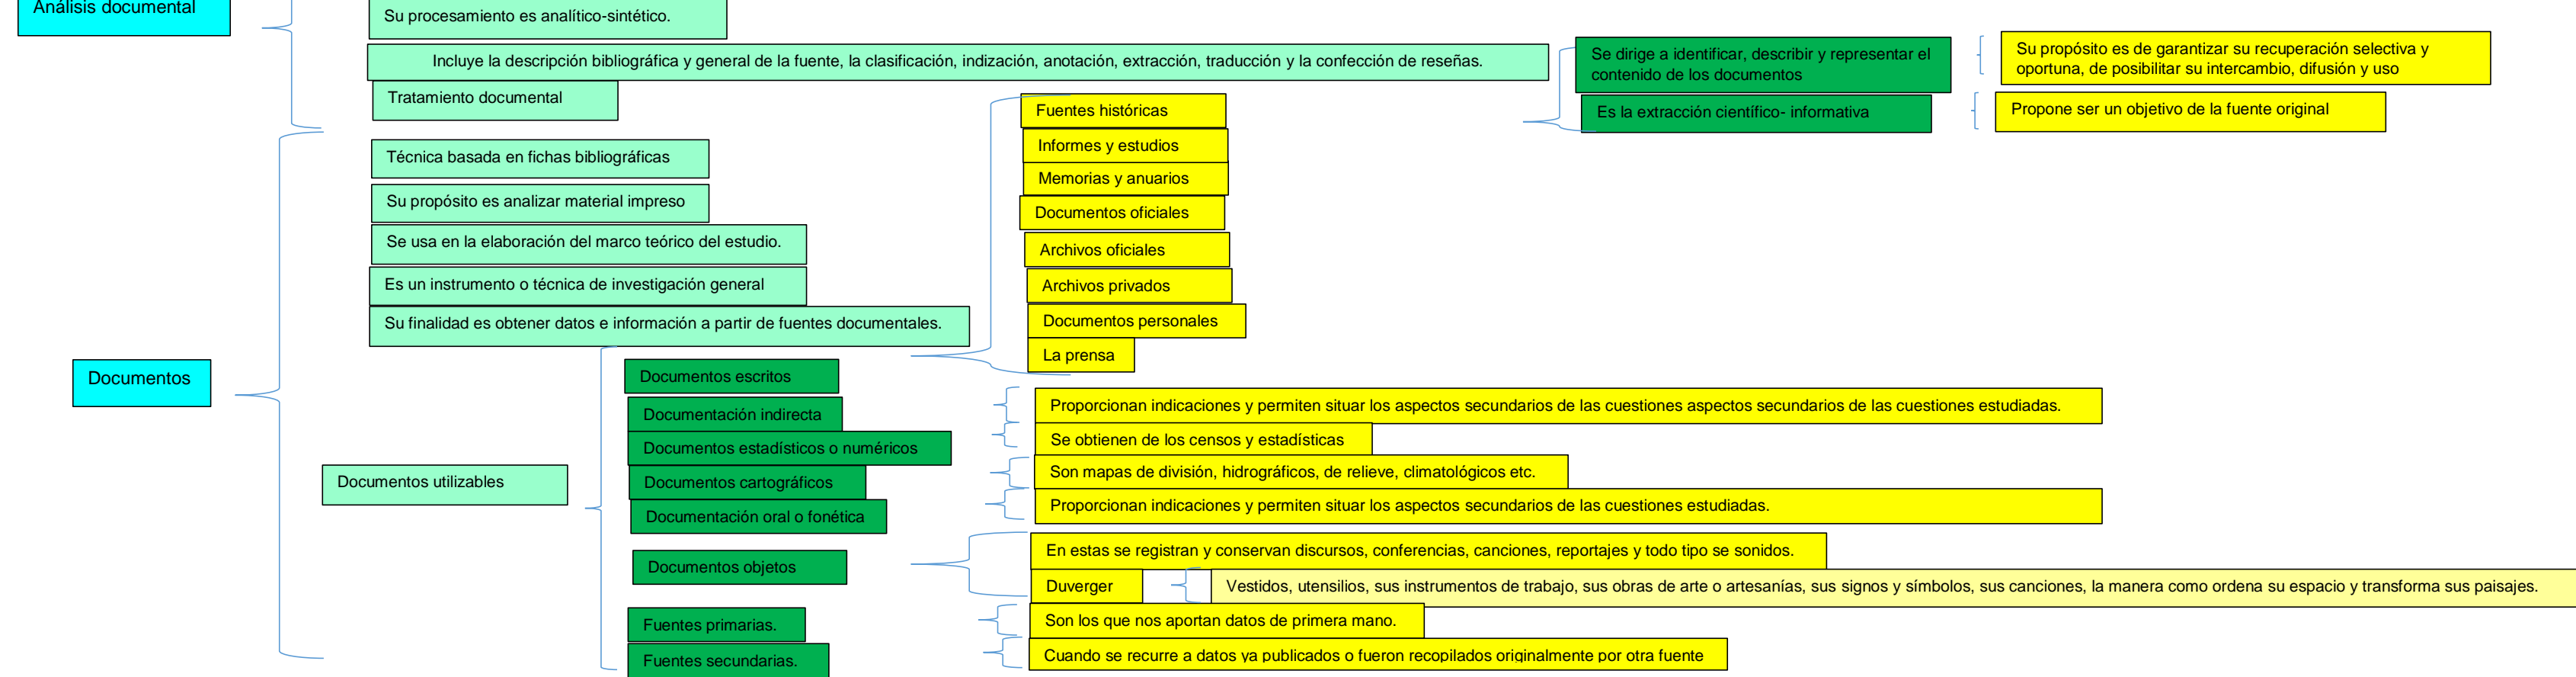 Análisis documental
Su procesamiento es analítico-sintético.
Incluye la descripción bibliográfica y general de la fuente, la clasificación, indización, anotación, extracción, traducción y la confección de reseñas.
Se dirige a identificar, describir y representar el
contenido de los documentos
Su propósito es de garantizar su recuperación selectiva y
oportuna, de posibilitar su intercambio, difusión y uso
Tratamiento documental
Es la extracción científico- informativa
Propone ser un objetivo de la fuente original
Documentos
Técnica basada en fichas bibliográficas
Su propósito es analizar material impreso
Se usa en la elaboración del marco teórico del estudio.
Es un instrumento o técnica de investigación general
Su finalidad es obtener datos e información a partir de fuentes documentales.
Documentos utilizables
Documentos escritos
Fuentes históricas
Informes y estudios
Memorias y anuarios
Documentos oficiales
Archivos oficiales
Archivos privados
Documentos personales
La prensa
Documentación indirecta
Proporcionan indicaciones y permiten situar los aspectos secundarios de las cuestiones aspectos secundarios de las cuestiones estudiadas.
Documentos estadísticos o numéricos
Se obtienen de los censos y estadísticas
Documentos cartográficos
Son mapas de división, hidrográficos, de relieve, climatológicos etc.
Documentación oral o fonética
Proporcionan indicaciones y permiten situar los aspectos secundarios de las cuestiones estudiadas.
Documentos objetos
En estas se registran y conservan discursos, conferencias, canciones, reportajes y todo tipo se sonidos.
Duverger
Vestidos, utensilios, sus instrumentos de trabajo, sus obras de arte o artesanías, sus signos y símbolos, sus canciones, la manera como ordena su espacio y transforma sus paisajes.
Fuentes primarias.
Son los que nos aportan datos de primera mano.
Fuentes secundarias.
Cuando se recurre a datos ya publicados o fueron recopilados originalmente por otra fuente